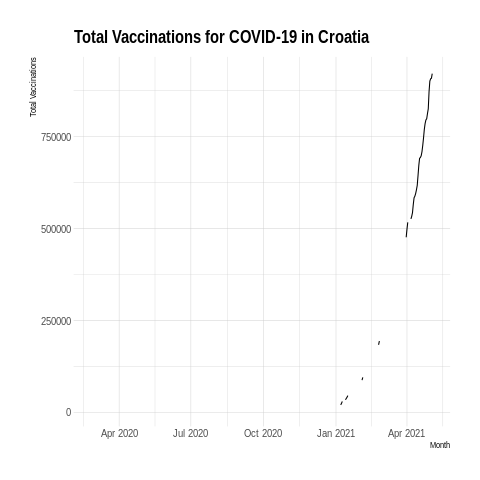 Total Vaccinations for COVID-19 in Croatia
Total Vaccinations
750000
500000
250000
0
Apr 2020 Jul 2020 Oct 2020 Jan 2021 Apr 2021
Month